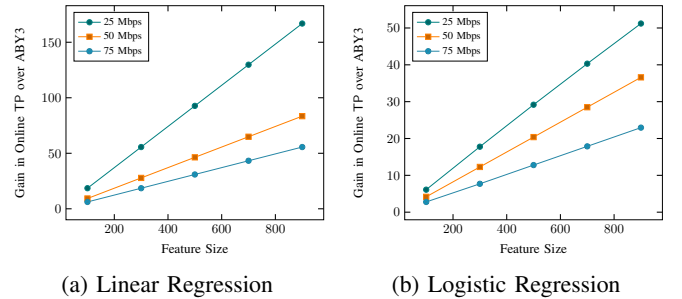 25 Mbps
50 Mbps
75 Mbps
150
100
50
0
200
400
600
800
Gain in Online TP over ABY3
Feature Size
(a) Linear Regression
25 Mbps
50 Mbps
75 Mbps
50
40
30
20
10
0
200
400
600
800
Gain in Online TP over ABY3
Feature Size
(b) Logistic Regression